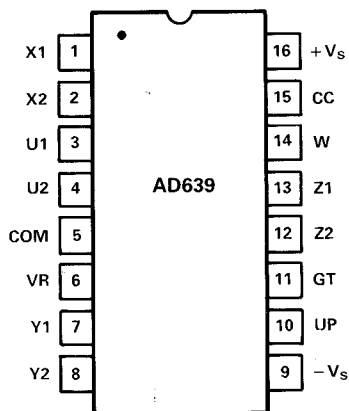 X1 1 16 +Vs
X2 2 15 CC
U1 3 14 W
U2 4 AD639 13 Z1
COM 5 12 Z2
VR 6 11 GT
Y1 7 10 UP
Y2 8 9 −Vs